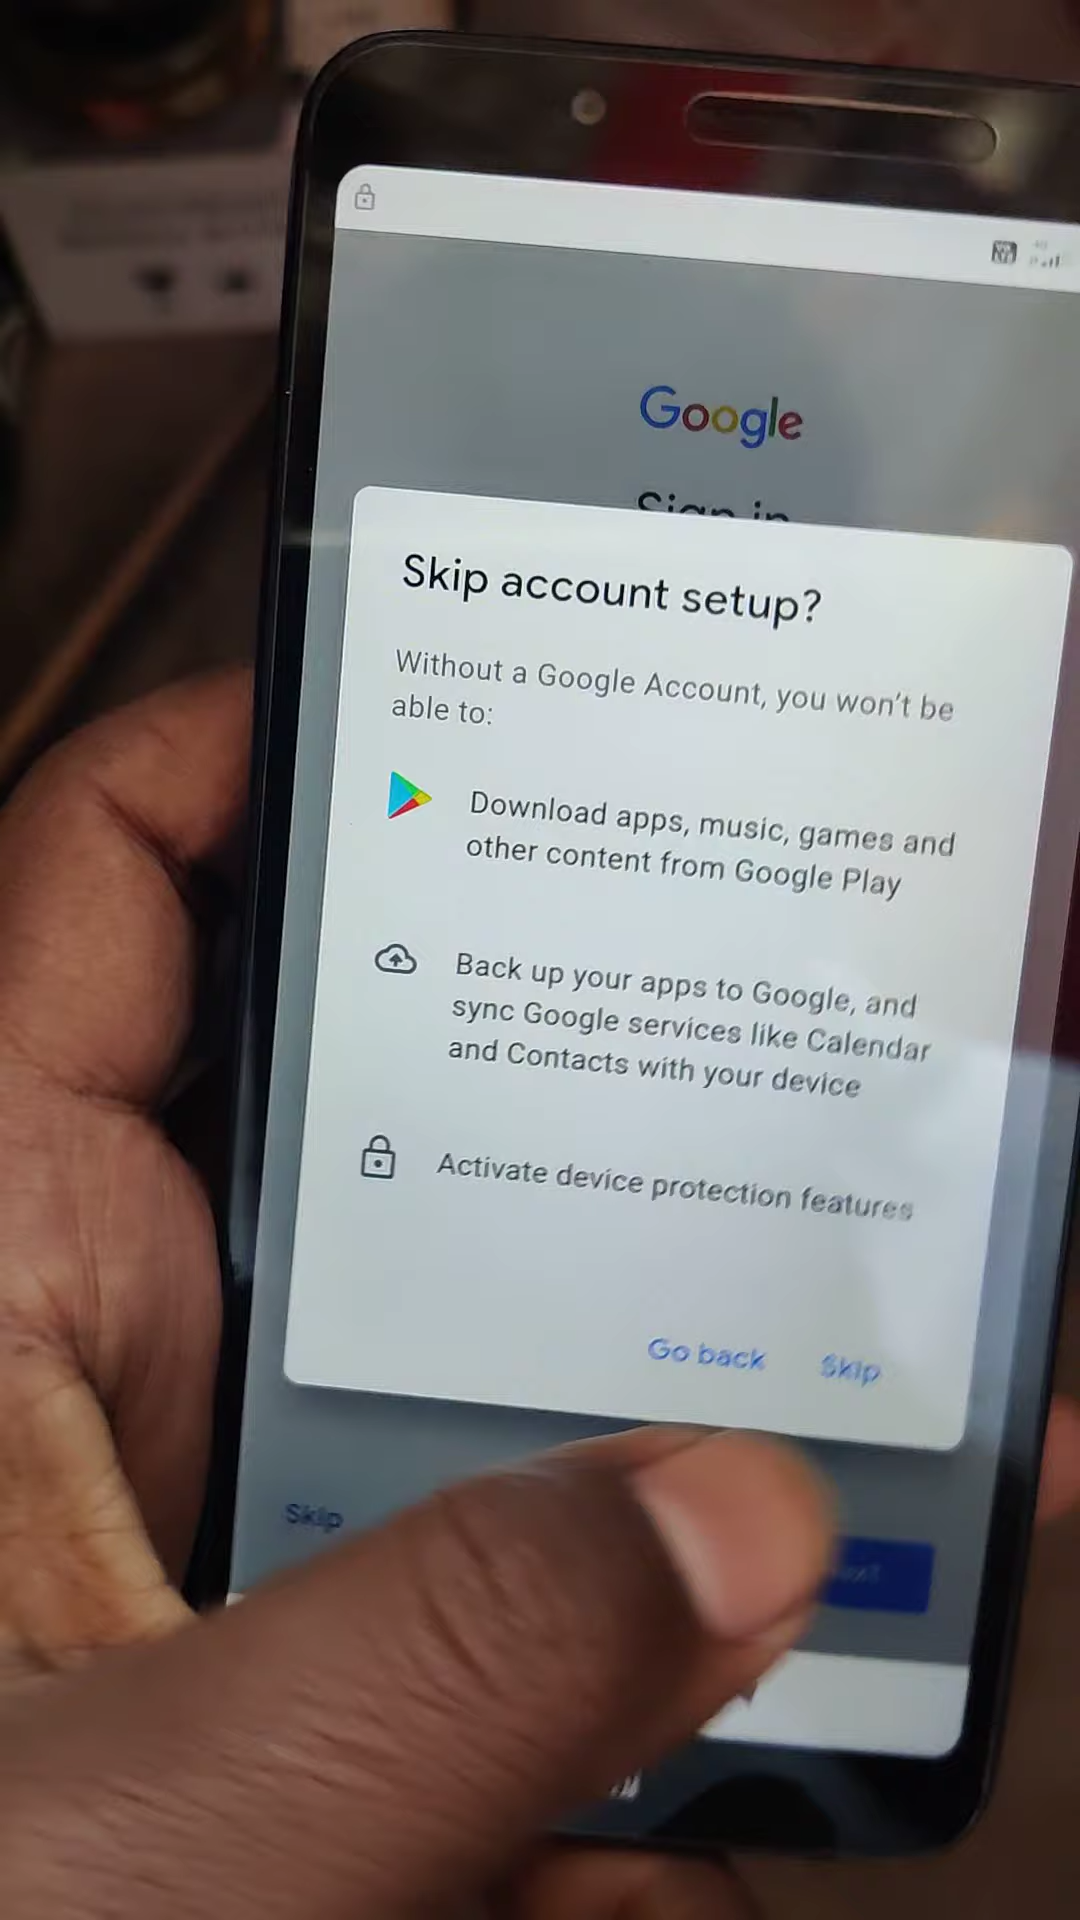 Google
Sign in
Skip account setup?
Without a Google Account, you won't be
able to:
Download apps, music, games and
other content from Google Play
Back up your apps to Google, and
sync Google services like Calendar
and Contacts with your device
Activate device protection features
Go back Skip
Skip